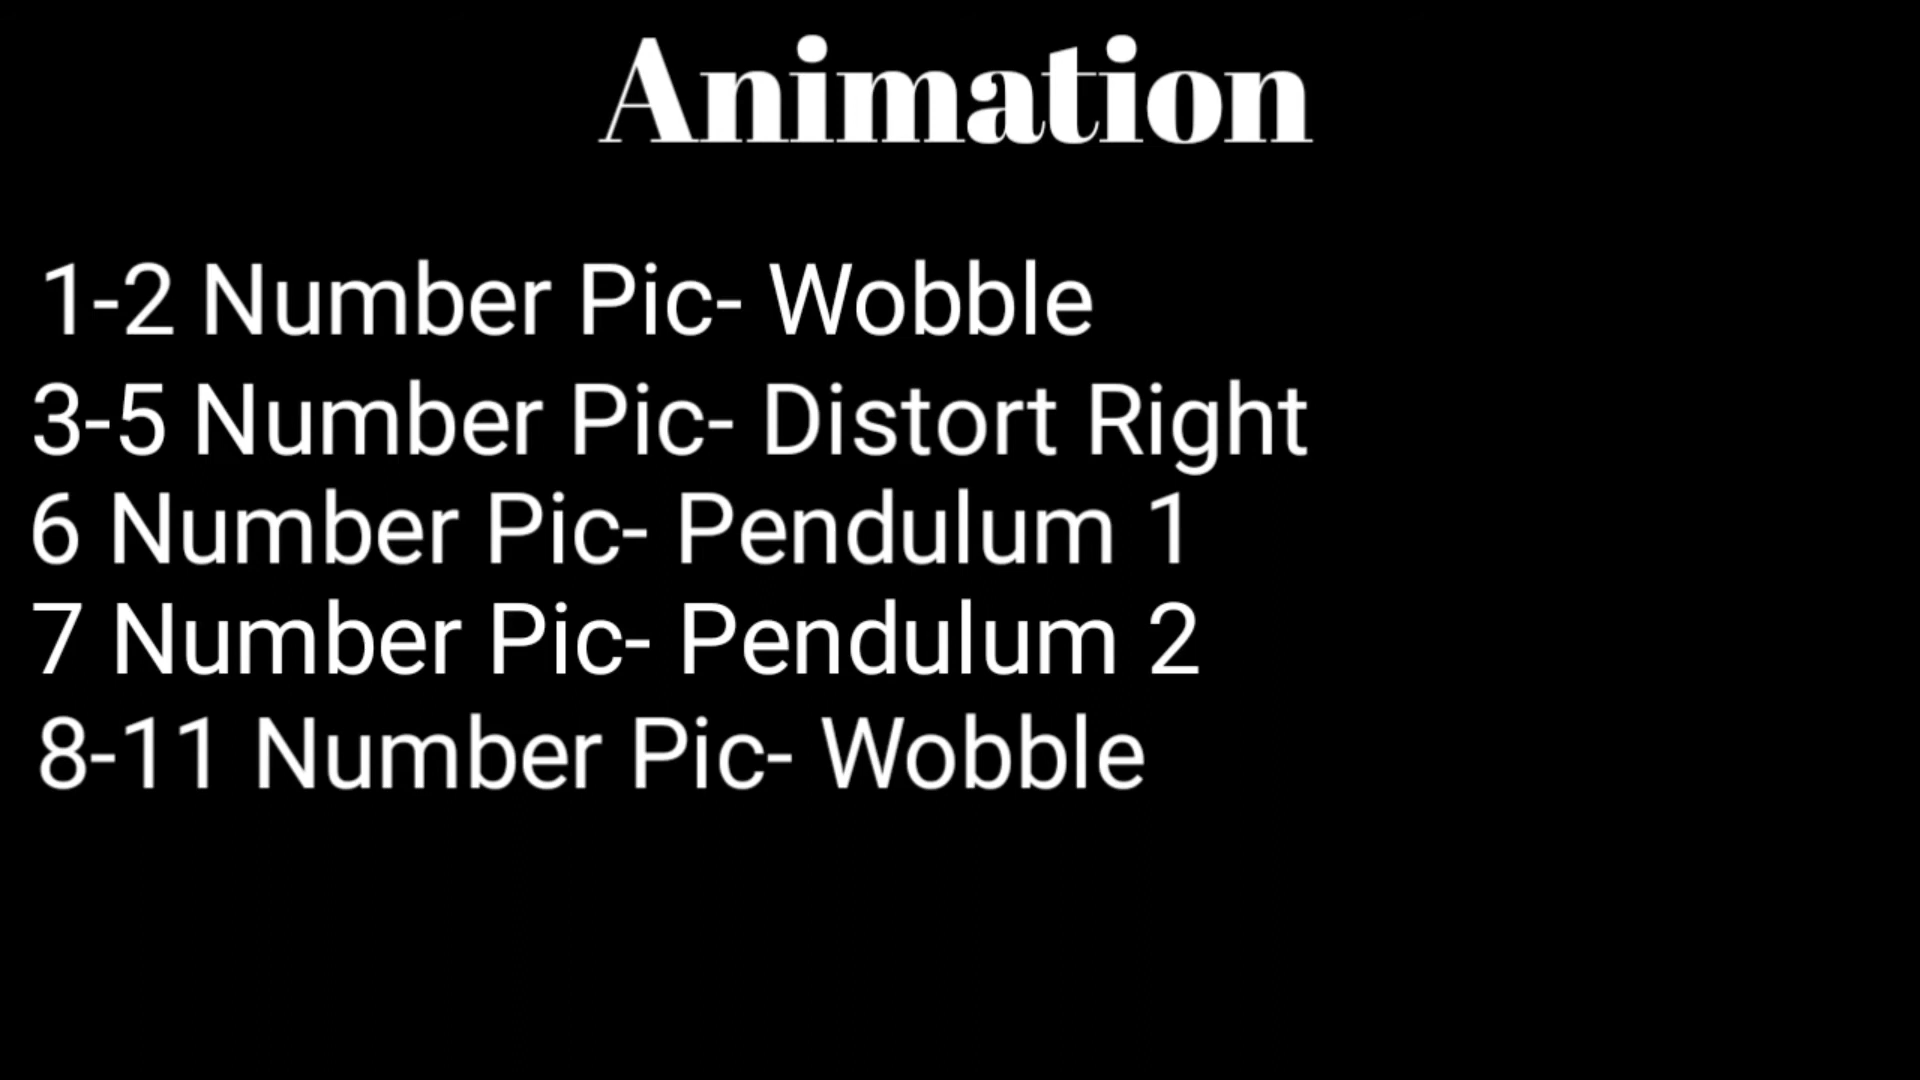 Animation
1-2 Number Pic- Wobble
3-5 Number Pic- Distort Right
6 Number Pic- Pendulum 1
7 Number Pic- Pendulum 2
8-11 Number Pic- Wobble